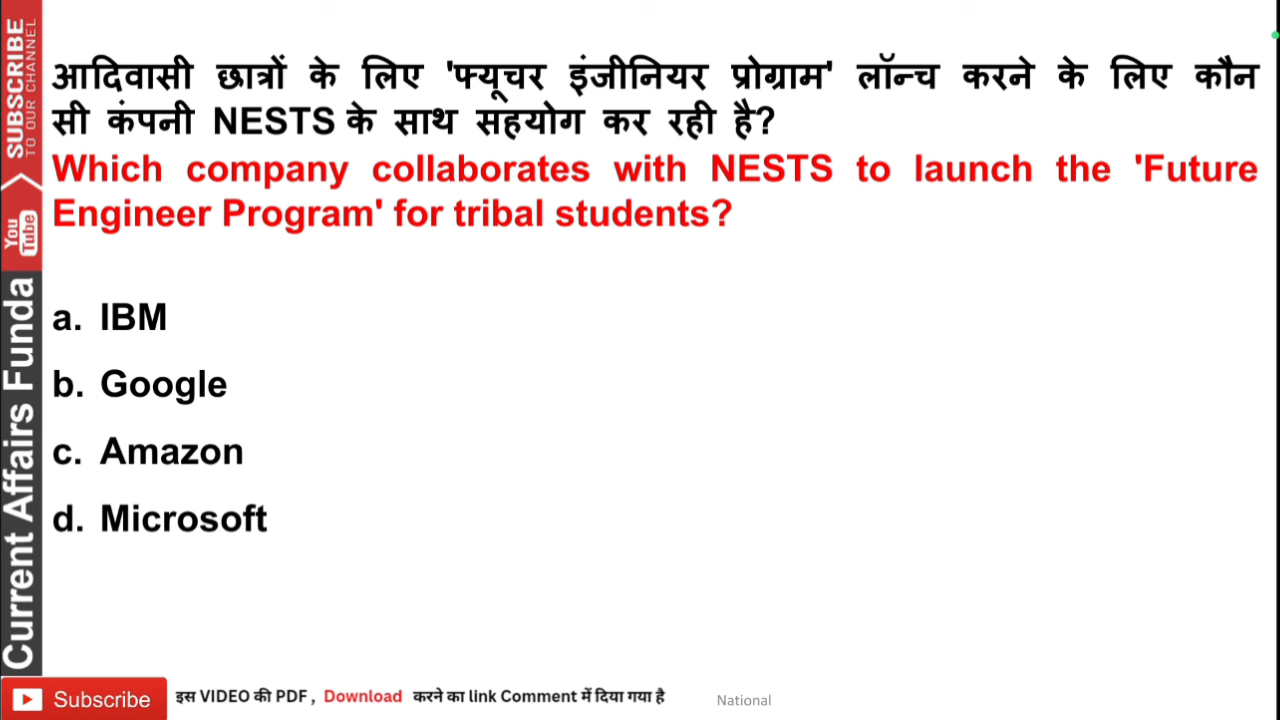 आदिवासी छात्रों के लिए 'फ्यूचर इंजीनियर प्रोग्राम' लॉन्च करने के लिए कौन
सी कंपनी NESTS के साथ सहयोग कर रही है?
Which company collaborates with NESTS to launch the 'Future
Engineer Program' for tribal students?
a. IBM
b. Google
c. Amazon
d. Microsoft
SUBSCRIBE
TO OUR CHANNEL
You
Tube
Current Affairs Funda
Subscribe
इस VIDEO की PDF , Download करने का link Comment में दिया गया है
National